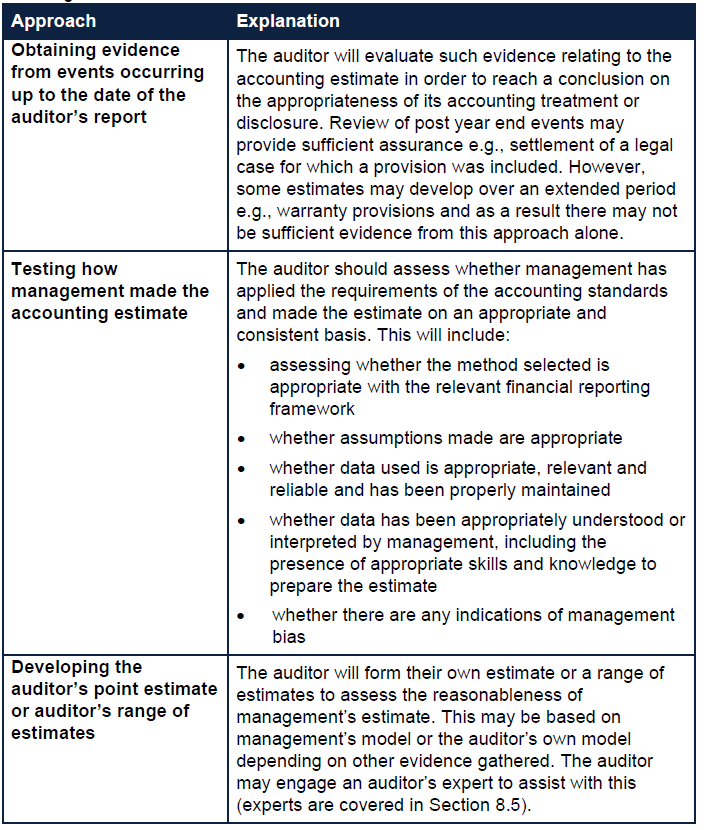 Approach
Explanation
Obtaining evidence
from events occurring
up to the date of the
auditor's report
The auditor will evaluate such evidence relating to the
accounting estimate in order to reach a conclusion on
the appropriateness of its accounting treatment or
disclosure. Review of post year end events may
provide sufficient assurance e.g., settlement of a legal
case for which a provision was included. However,
some estimates may develop over an extended period
e.g., warranty provisions and as a result there may not
be sufficient evidence from this approach alone.
Testing how
management made the
accounting estimate
The auditor should assess whether management has
applied the requirements of the accounting standards
and made the estimate on an appropriate and
consistent basis. This will include:
• assessing whether the method selected is
appropriate with the relevant financial reporting
framework
• whether assumptions made are appropriate
• whether data used is appropriate, relevant and
reliable and has been properly maintained
• whether data has been appropriately understood or
interpreted by management, including the
presence of appropriate skills and knowledge to
prepare the estimate
• whether there are any indications of management
bias
Developing the
auditor's point estimate
or auditor's range of
estimates
The auditor will form their own estimate or a range of
estimates to assess the reasonableness of
management's estimate. This may be based on
management's model or the auditor's own model
depending on other evidence gathered. The auditor
may engage an auditor's expert to assist with this
(experts are covered in Section 8.5).